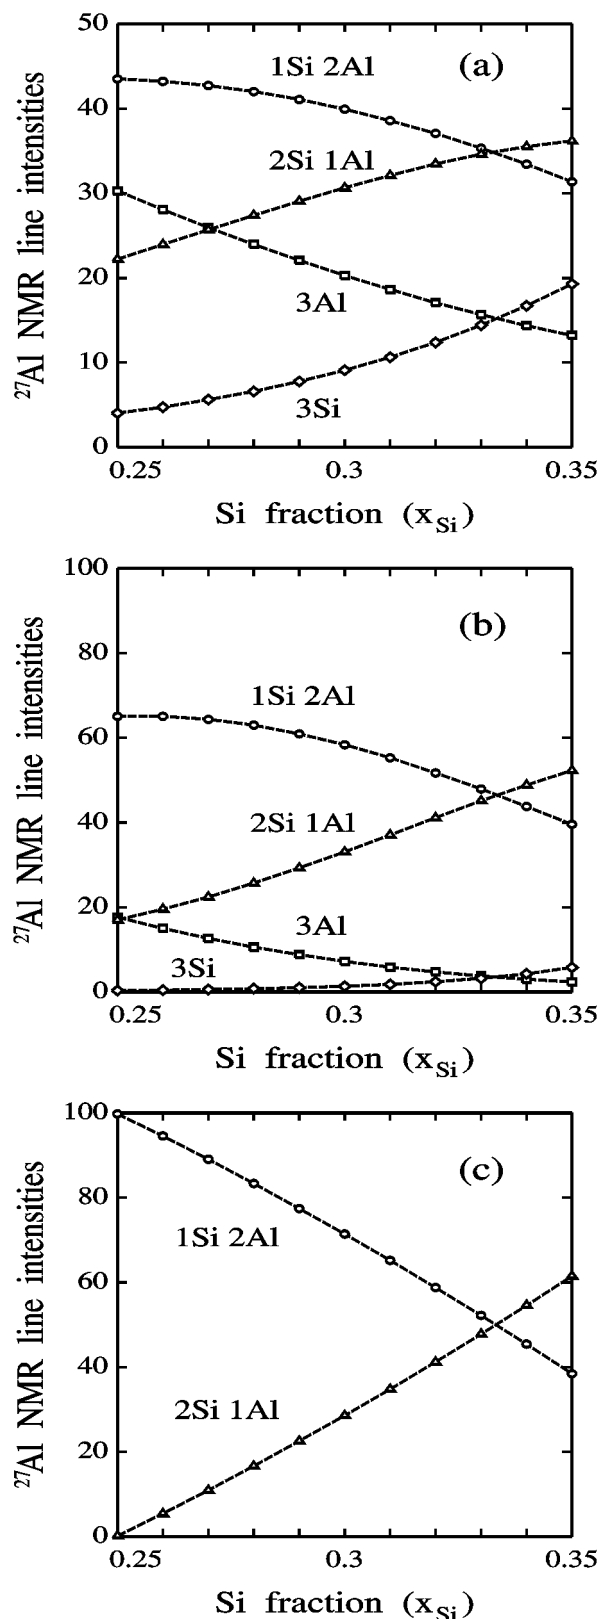 50
(a)
1Si 2Al
40
2Si 1Al
30
20
3Al
10
3Si
0
0.25 0.3 0.35
Si fraction (xSi)
27Al NMR line intensities
100
(b)
80
1Si 2Al
60
2Si 1Al
40
20
3Al
3Si
0
0.25 0.3 0.35
Si fraction (xSi)
27Al NMR line intensities
100
(c)
80
1Si 2Al
60
40
2Si 1Al
20
0
0.25 0.3 0.35
Si fraction (xSi)
27Al NMR line intensities